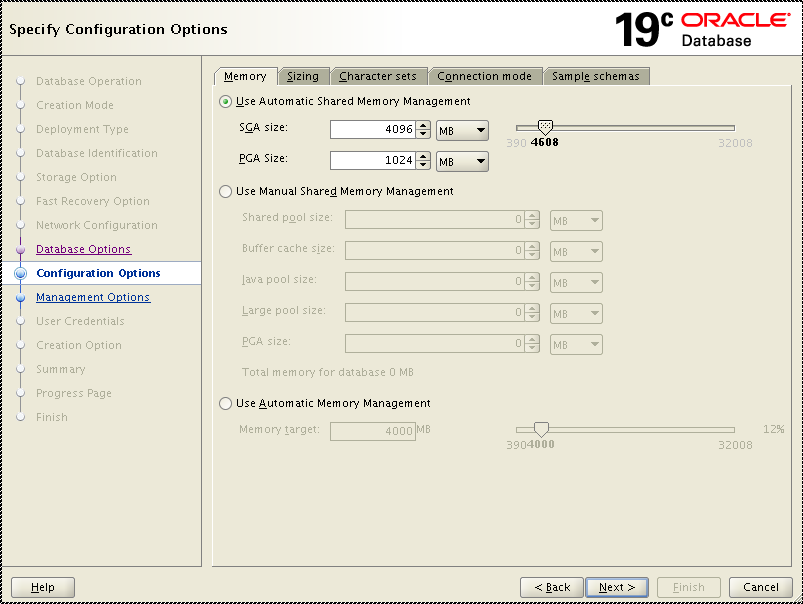 Specify Configuration Options
19c ORACLE
Database
Database Operation
Creation Mode
Deployment Type
Database Identification
Storage Option
Fast Recovery Option
Network Configuration
Database Options
Configuration Options
Management Options
User Credentials
Creation Option
Summary
Progress Page
Finish
Memory Sizing Character sets Connection mode Sample schemas
Use Automatic Shared Memory Management
SGA size: 4096 MB
390 4608 32008
PGA Size: 1024 MB
Use Manual Shared Memory Management
Shared pool size: 0 MB
Buffer cache size: 0 MB
Java pool size: 0 MB
Large pool size: 0 MB
PGA size: 0 MB
Total memory for database 0 MB
Use Automatic Memory Management
Memory target: 4000 MB 12%
390 4000 32008
Help < Back Next > Finish Cancel